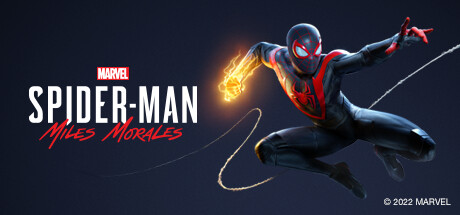 MARVEL
SPIDER-MAN
MILES MORALES
© 2022 MARVEL